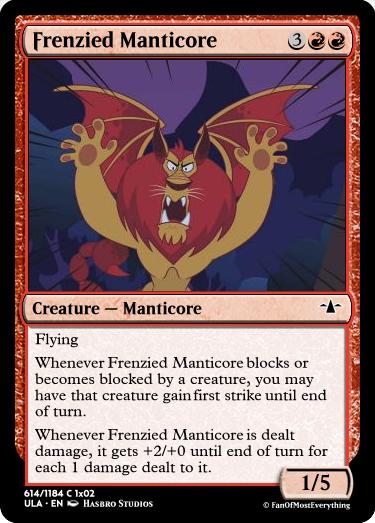 Frenzied Manticore 3
Creature — Manticore
Flying
Whenever Frenzied Manticore blocks or
becomes blocked by a creature, you may
have that creature gain first strike until end
of turn.
Whenever Frenzied Manticore is dealt
damage, it gets +2/+0 until end of turn for
each 1 damage dealt to it.
1/5
614/1184 C 1x02
ULA · EN Hasbro Studios
© FanOfMostEverything